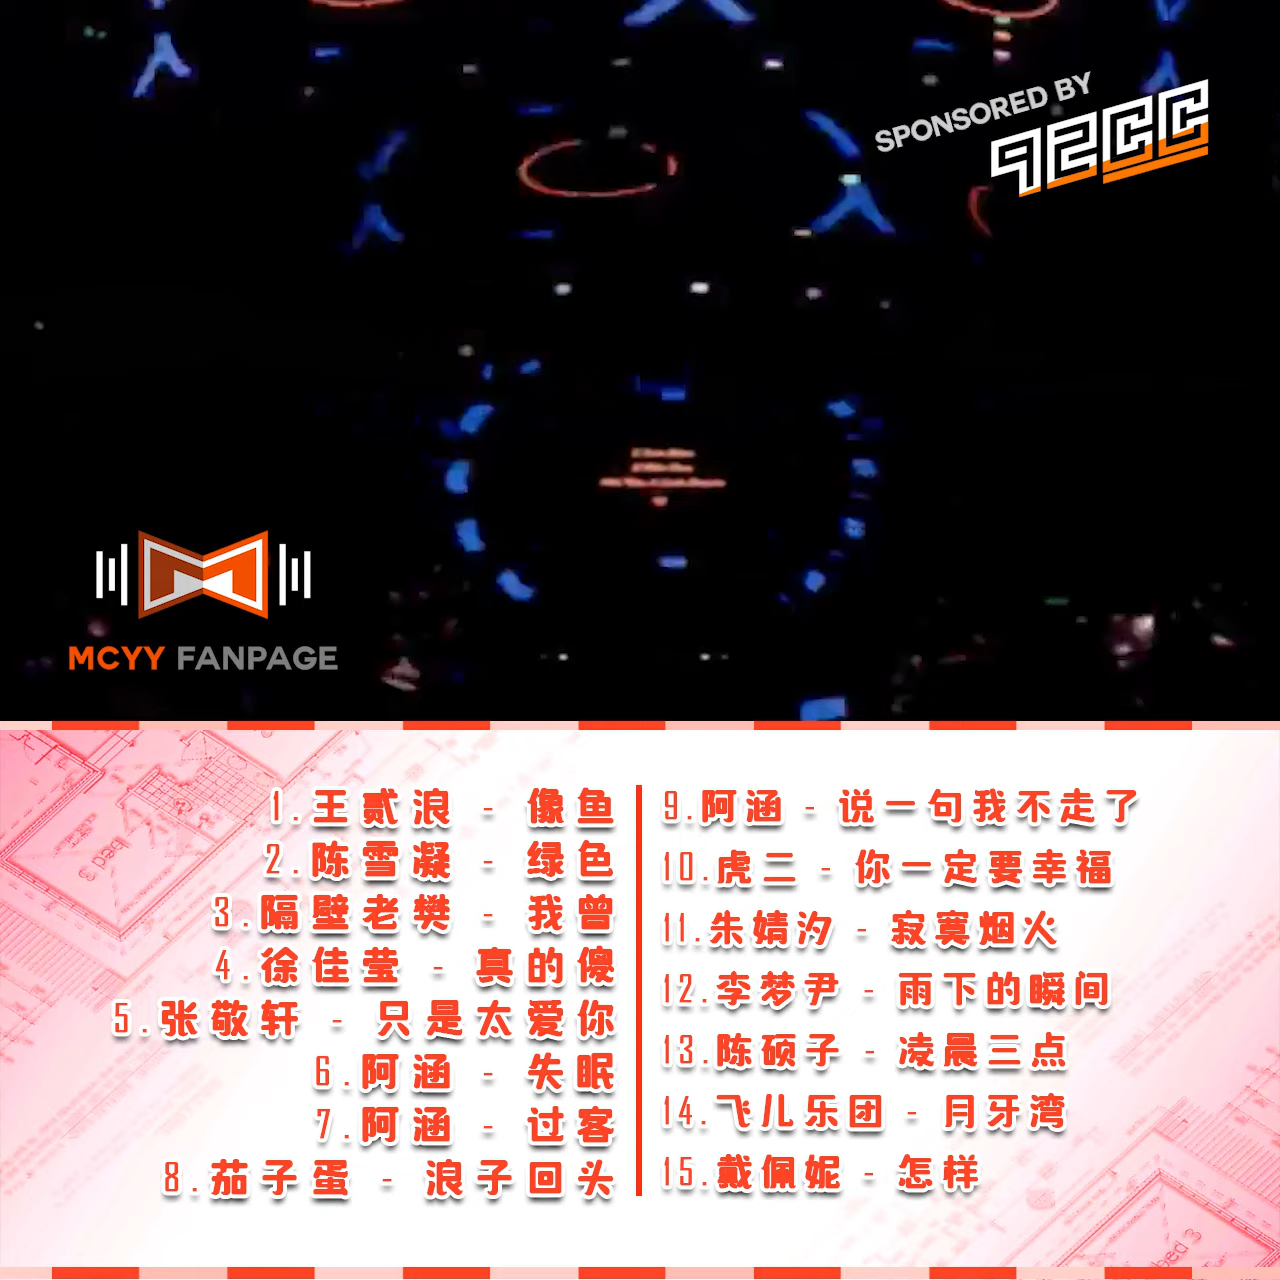 SPONSORED BY
92CC
MCYY FANPAGE
1.王贰浪 - 像鱼
2.陈雪凝 - 绿色
3.隔壁老樊 - 我曾
4.徐佳莹 - 真的傻
5.张敬轩 - 只是太爱你
6.阿涵 - 失眠
7.阿涵 - 过客
8.茄子蛋 - 浪子回头
9.阿涵 - 说一句我不走了
10.虎二 - 你一定要幸福
11.朱婧汐 - 寂寞烟火
12.李梦尹 - 雨下的瞬间
13.陈硕子 - 凌晨三点
14.飞儿乐团 - 月牙湾
15.戴佩妮 - 怎样